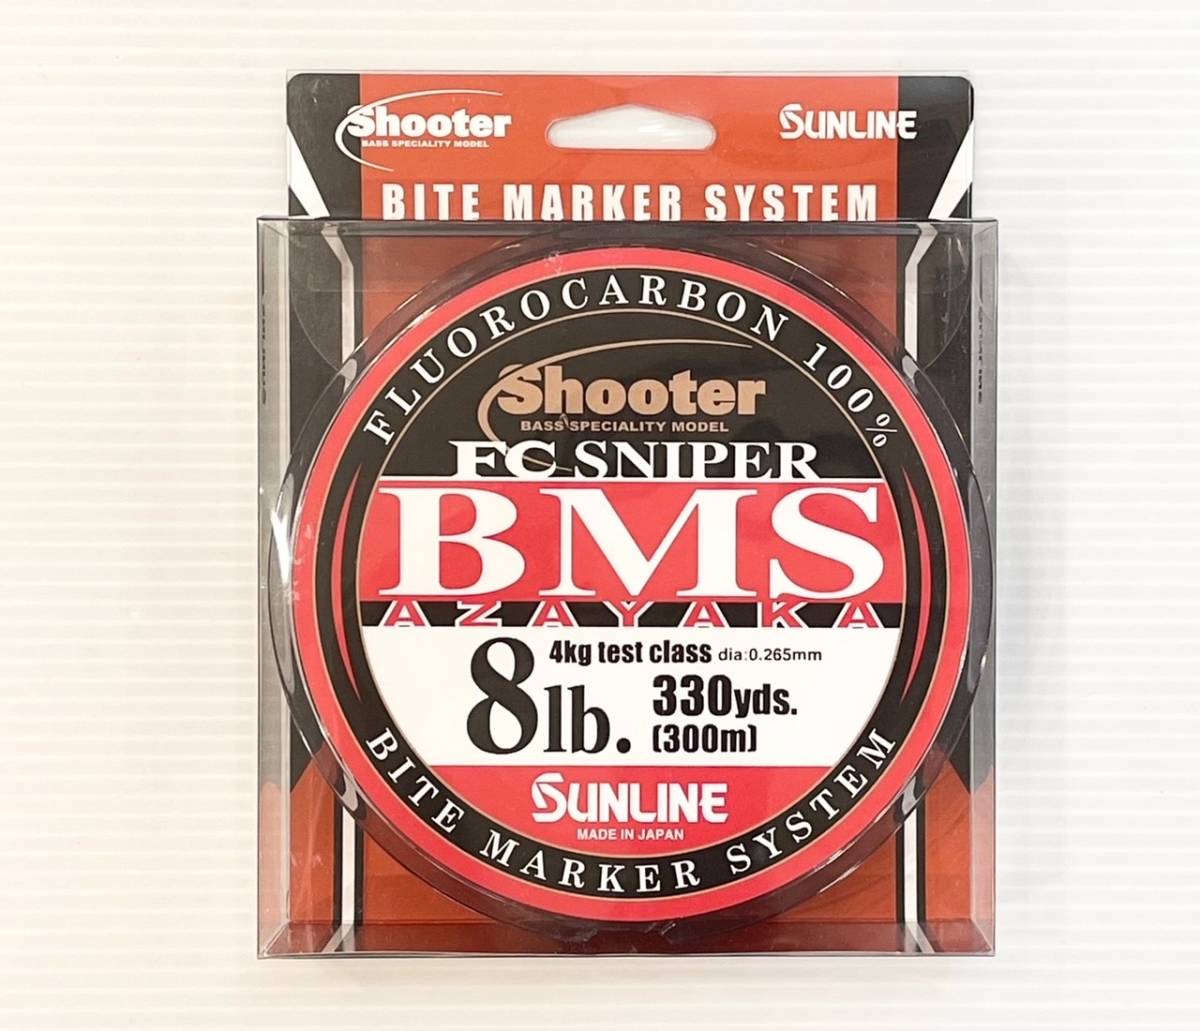 Shooter
BASS SPECIALITY MODEL
SUNLINE
BITE MARKER SYSTEM
FLUOROCARBON 100%
Shooter
BASS SPECIALITY MODEL
FC SNIPER
BMS
AZAYAKA
4kg test class dia:0.265mm
8lb. 330yds.
(300m)
SUNLINE
MADE IN JAPAN
BITE MARKER SYSTEM